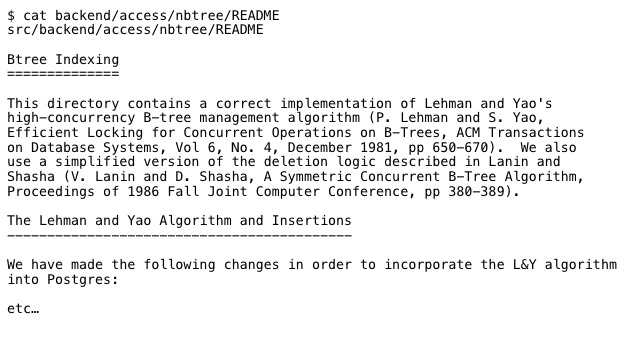 $ cat backend/access/nbtree/README
src/backend/access/nbtree/README

Btree Indexing
==============

This directory contains a correct implementation of Lehman and Yao's
high-concurrency B-tree management algorithm (P. Lehman and S. Yao,
Efficient Locking for Concurrent Operations on B-Trees, ACM Transactions
on Database Systems, Vol 6, No. 4, December 1981, pp 650-670).  We also
use a simplified version of the deletion logic described in Lanin and
Shasha (V. Lanin and D. Shasha, A Symmetric Concurrent B-Tree Algorithm,
Proceedings of 1986 Fall Joint Computer Conference, pp 380-389).

The Lehman and Yao Algorithm and Insertions
-------------------------------------------

We have made the following changes in order to incorporate the L&Y algorithm
into Postgres:

etc…